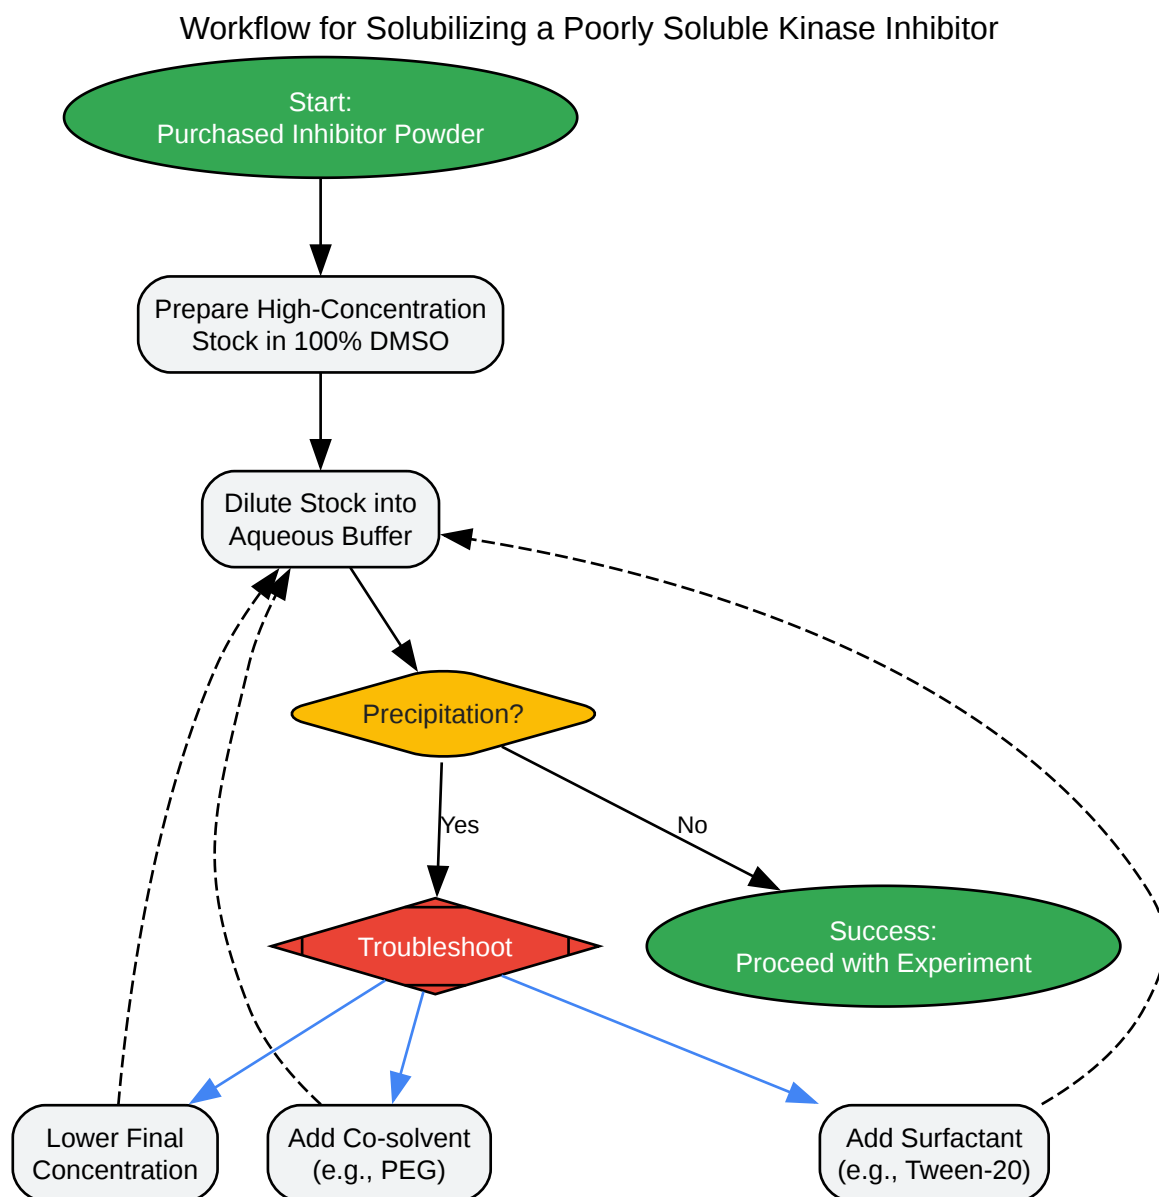 Workflow for Solubilizing a Poorly Soluble Kinase Inhibitor
Start:
Purchased Inhibitor Powder
Prepare High-Concentration
Stock in 100% DMSO
Dilute Stock into
Aqueous Buffer
Precipitation?
Yes
No
Troubleshoot
Success:
Proceed with Experiment
Lower Final
Concentration
Add Co-solvent
(e.g., PEG)
Add Surfactant
(e.g., Tween-20)